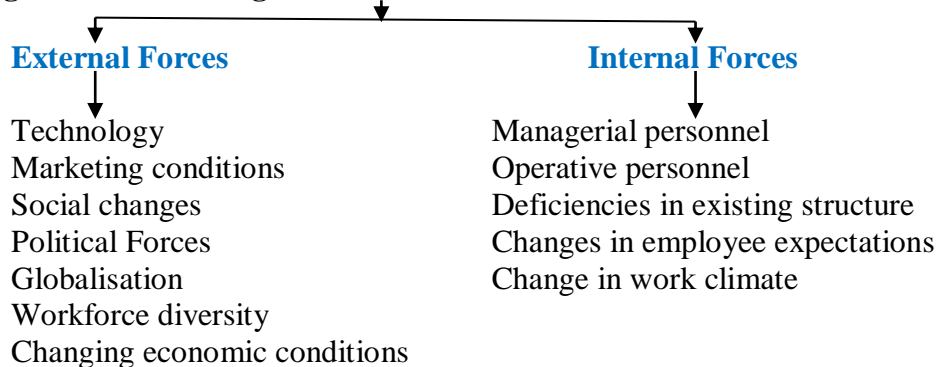 External Forces
Internal Forces
Technology
Marketing conditions
Social changes
Political Forces
Globalisation
Workforce diversity
Changing economic conditions
Managerial personnel
Operative personnel
Deficiencies in existing structure
Changes in employee expectations
Change in work climate